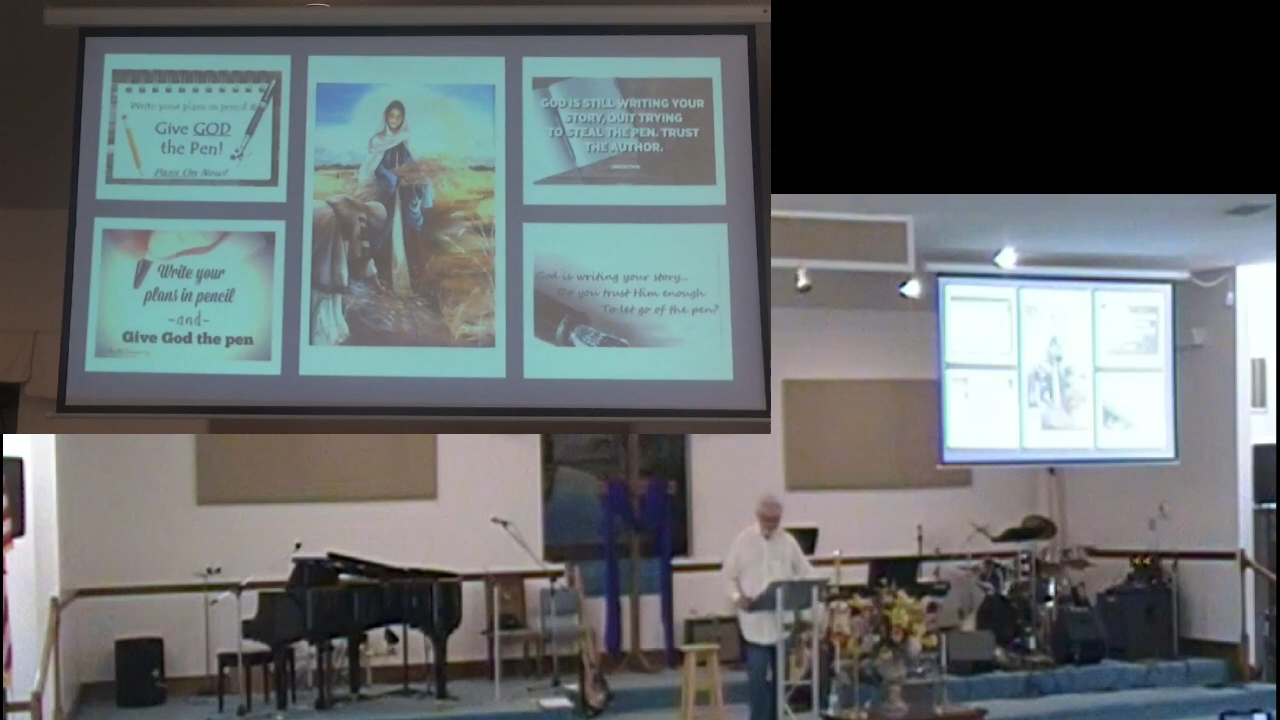 Write your plans in pencil &
Give GOD
the Pen!
Pass On Now!
Write your
plans in pencil
-and-
Give God the pen
GOD IS STILL WRITING YOUR
STORY, QUIT TRYING
TO STEAL THE PEN. TRUST
THE AUTHOR.
God is writing your story...
Do you trust Him enough
To let go of the pen?